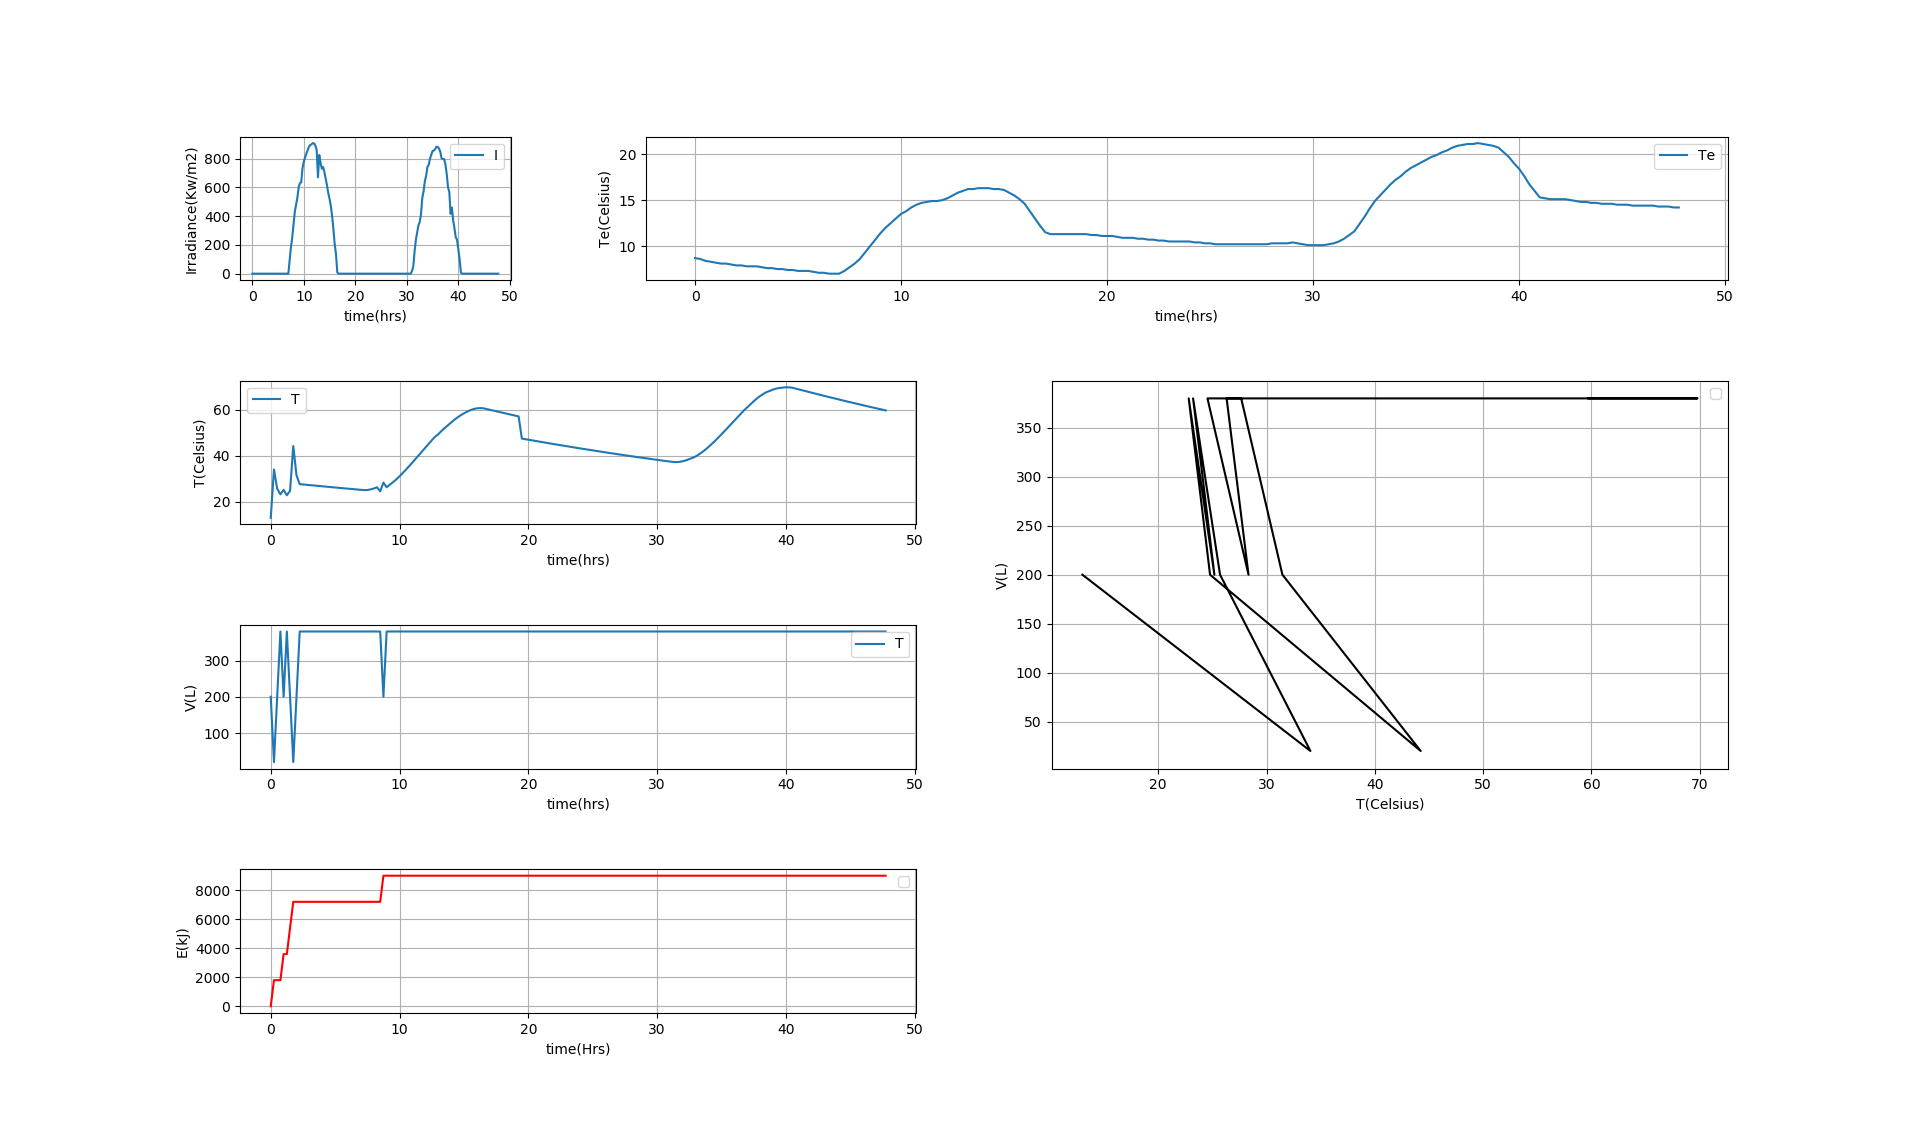 Irradiance(Kw/m2)
800
600
400
200
0
I
0 10 20 30 40 50
time(hrs)
Te(Celsius)
20
15
10
Te
0 10 20 30 40 50
time(hrs)
T(Celsius)
60
40
20
T
0 10 20 30 40 50
time(hrs)
V(L)
350
300
250
200
150
100
50
20 30 40 50 60 70
T(Celsius)
V(L)
300
200
100
T
0 10 20 30 40 50
time(hrs)
E(kJ)
8000
6000
4000
2000
0
0 10 20 30 40 50
time(Hrs)